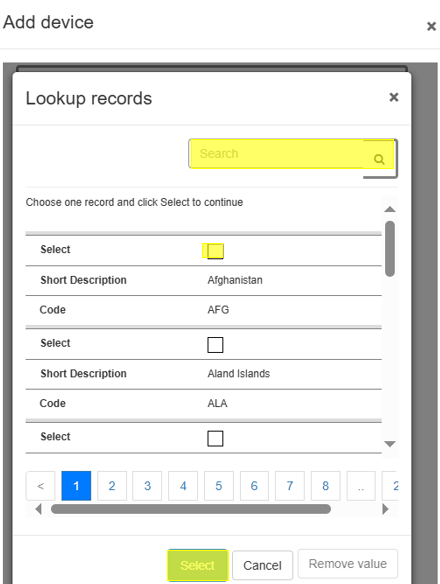 Add device
×
Lookup records
×
Search
Choose one record and click Select to continue
Select
Short Description Afghanistan
Code AFG
Select
Short Description Aland Islands
Code ALA
Select
< 1 2 3 4 5 6 7 8 .. 2
Select Cancel Remove value